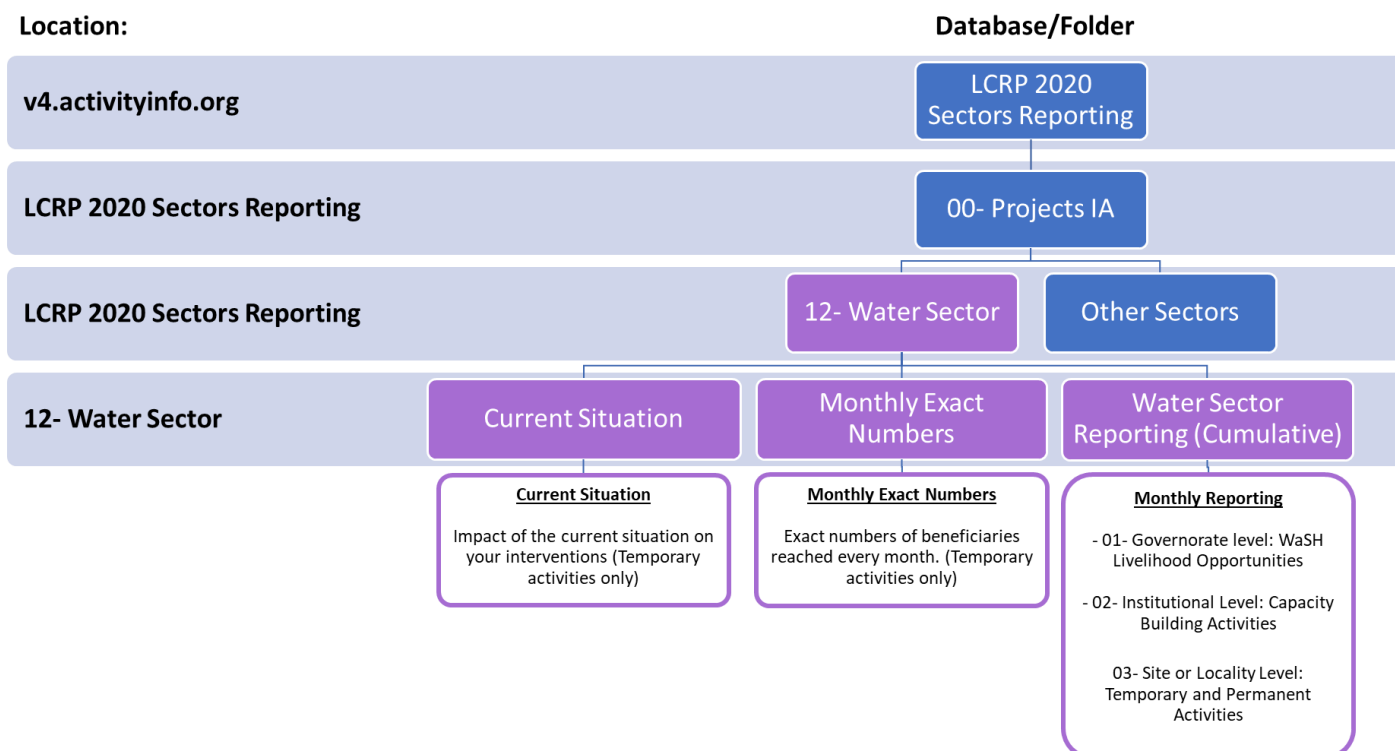 Location:
Database/Folder
v4.activityinfo.org
LCRP 2020
Sectors Reporting
LCRP 2020 Sectors Reporting
00- Projects IA
LCRP 2020 Sectors Reporting
12- Water Sector
Other Sectors
12- Water Sector
Current Situation
Monthly Exact
Numbers
Water Sector
Reporting (Cumulative)
Current Situation
Impact of the current situation on
your interventions (Temporary
activities only)
Monthly Exact Numbers
Exact numbers of beneficiaries
reached every month. (Temporary
activities only)
Monthly Reporting
- 01- Governorate level: WaSH
Livelihood Opportunities
- 02- Institutional Level: Capacity
Building Activities
03- Site or Locality Level:
Temporary and Permanent
Activities